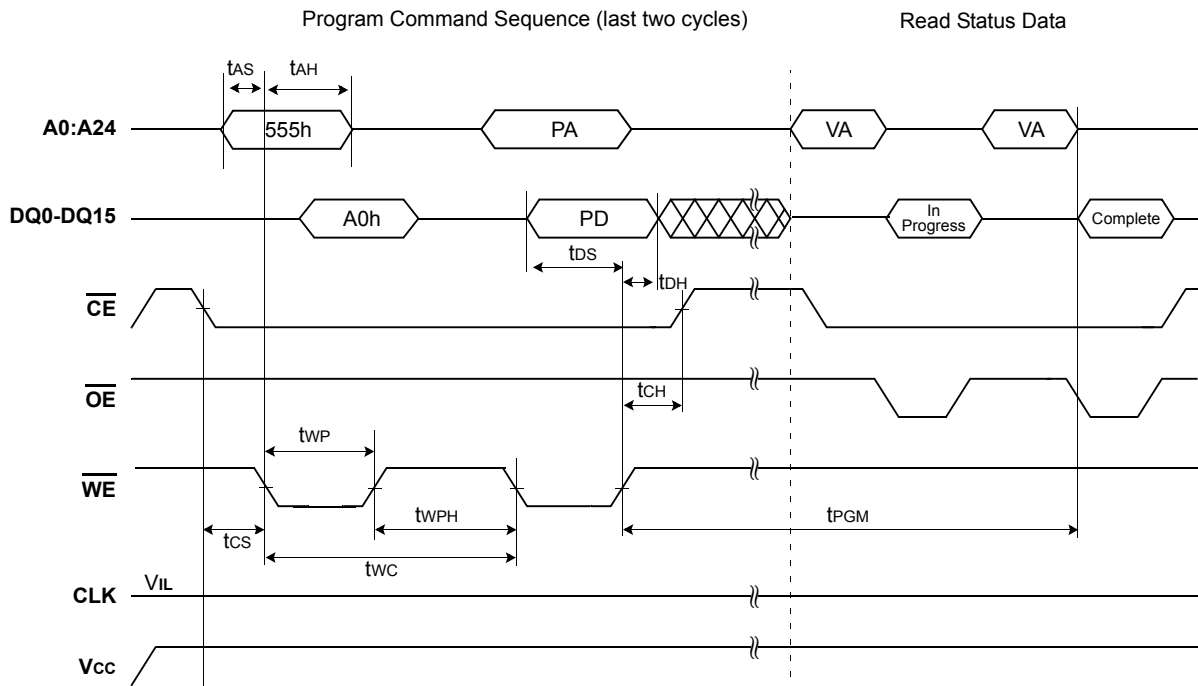 Program Command Sequence (last two cycles) Read Status Data
tAS tAH
A0:A24 555h PA VA VA
DQ0-DQ15 A0h PD In Progress Complete
tDS
tDH
CE
OE
tCH
tWP
WE
tWPH tPGM
tCS
tWC
CLK VIL
Vcc